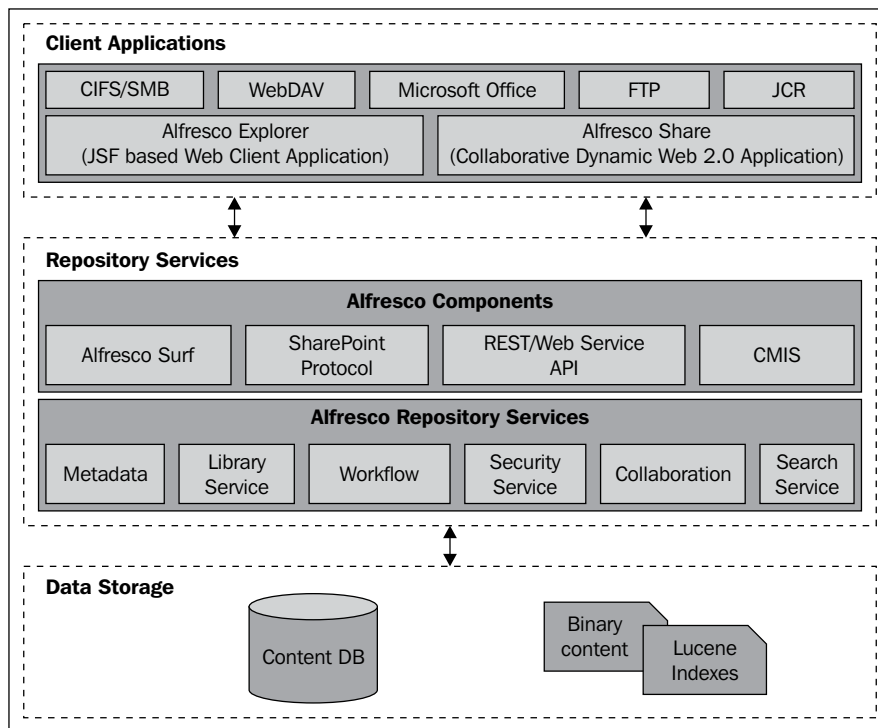 Client Applications
CIFS/SMB
WebDAV
Microsoft Office
FTP
JCR
Alfresco Explorer
(JSF based Web Client Application)
Alfresco Share
(Collaborative Dynamic Web 2.0 Application)
Repository Services
Alfresco Components
Alfresco Surf
SharePoint
Protocol
REST/Web Service
API
CMIS
Alfresco Repository Services
Metadata
Library
Service
Workflow
Security
Service
Collaboration
Search
Service
Data Storage
Content DB
Binary
content
Lucene
Indexes